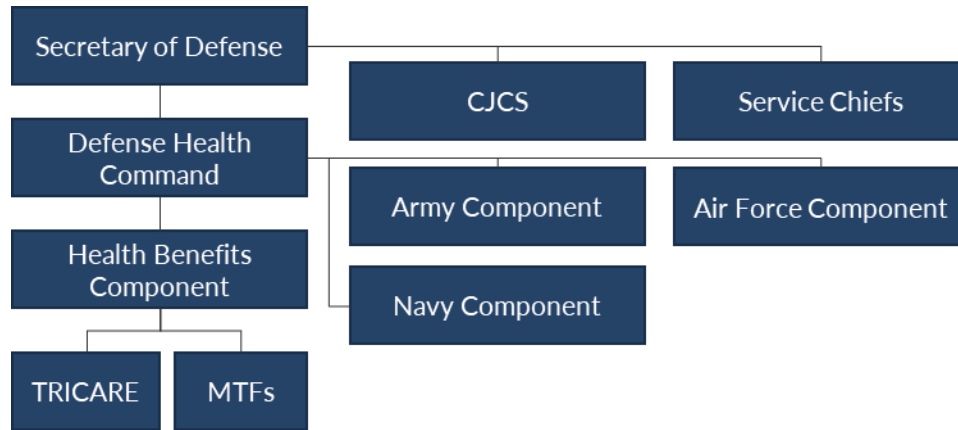 Secretary of Defense
CJCS
Service Chiefs
Defense Health
Command
Army Component
Air Force Component
Health Benefits
Component
Navy Component
TRICARE
MTFs